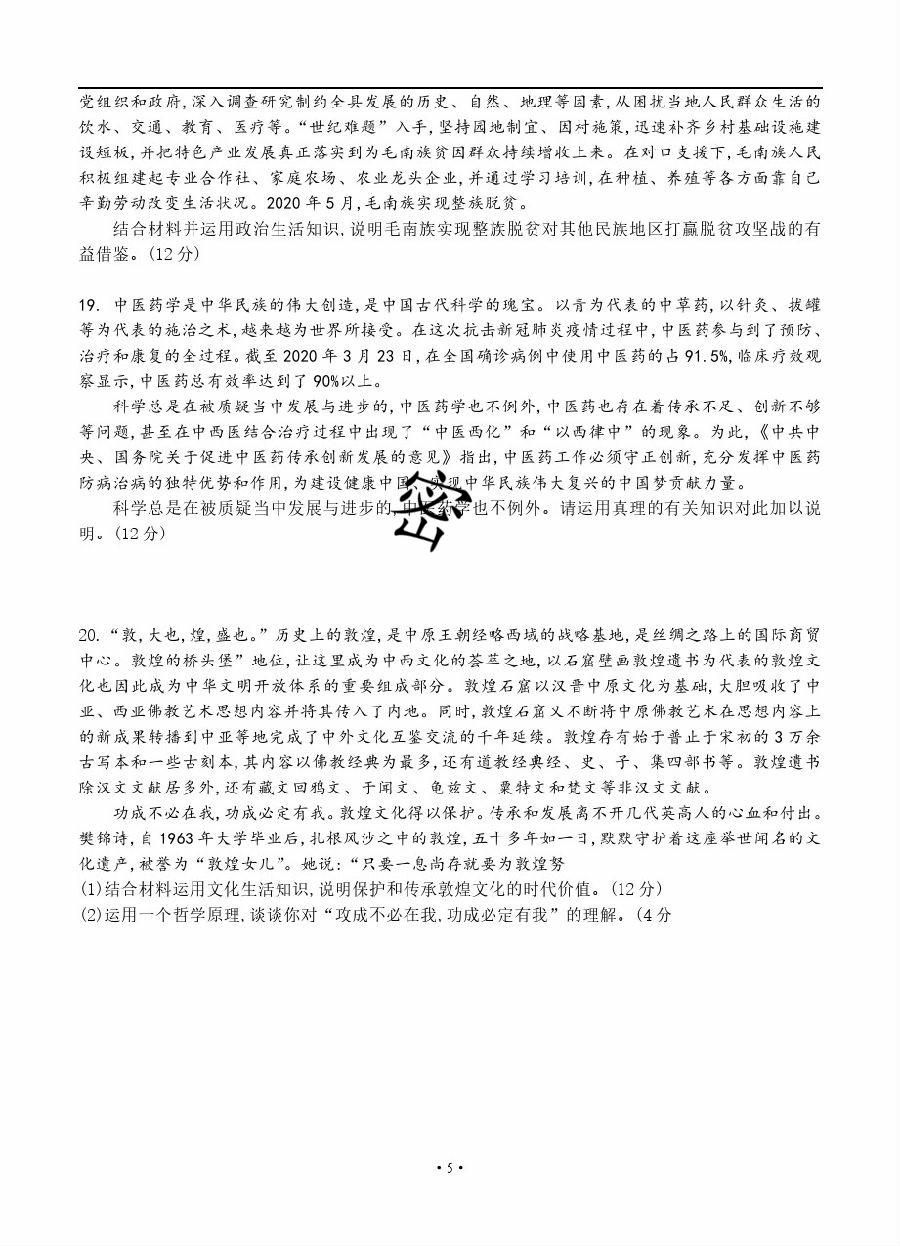 党组织和政府,深入调查研究制约全县发展的历史、自然、地理等因素,从困扰当地人民群众生活的
饮水、交通、教育、医疗等。“世纪难题”入手,坚持园地制宜、因对施策,迅速补齐乡村基础设施建
设短板,并把特色产业发展真正落实到为毛南族贫困群众持续增收上来。在对口支援下,毛南族人民
积极组建起专业合作社、家庭农场、农业龙头企业,并通过学习培训,在种植、养殖等各方面靠自己
辛勤劳动改变生活状况。2020年5月,毛南族实现整族脱贫。
结合材料并运用政治生活知识,说明毛南族实现整族脱贫对其他民族地区打赢脱贫攻坚战的有
益借鉴。(12分)
19. 中医药学是中华民族的伟大创造,是中国古代科学的瑰宝。以青为代表的中草药,以针灸、拔罐
等为代表的施治之术,越来越为世界所接受。在这次抗击新冠肺炎疫情过程中,中医药参与到了预防、
治疗和康复的全过程。截至2020年3月23日,在全国确诊病例中使用中医药的占91.5%,临床疗效观
察显示,中医药总有效率达到了90%以上。
科学总是在被质疑当中发展与进步的,中医药学也不例外,中医药也存在着传承不足、创新不够
等问题,甚至在中西医结合治疗过程中出现了“中医西化”和“以西律中”的现象。为此,《中共中
央、国务院关于促进中医药传承创新发展的意见》指出,中医药工作必须守正创新,充分发挥中医药
防病治病的独特优势和作用,为建设健康中国、实现中华民族伟大复兴的中国梦贡献力量。
科学总是在被质疑当中发展与进步的,中医药学也不例外。请运用真理的有关知识对此加以说
明。(12分)
密
20.“敦,大也,煌,盛也。”历史上的敦煌,是中原王朝经略西域的战略基地,是丝绸之路上的国际商贸
中心。敦煌的桥头堡”地位,让这里成为中西文化的荟萃之地,以石窟壁画敦煌遗书为代表的敦煌文
化也因此成为中华文明开放体系的重要组成部分。敦煌石窟以汉晋中原文化为基础,大胆吸收了中
亚、西亚佛教艺术思想内容并将其传入了内地。同时,敦煌石窟又不断将中原佛教艺术在思想内容上
的新成果转播到中亚等地完成了中外文化互鉴交流的千年延续。敦煌存有始于普止于宋初的3万余
古写本和一些古刻本,其内容以佛教经典为最多,还有道教经典经、史、子、集四部书等。敦煌遗书
除汉文文献居多外,还有藏文回鸦文、于闻文、龟兹文、粟特文和梵文等非汉文文献。
功成不必在我,功成必定有我。敦煌文化得以保护。传承和发展离不开几代英高人的心血和付出。
樊锦诗,自1963年大学毕业后,扎根风沙之中的敦煌,五十多年如一日,默默守护着这座举世闻名的文
化遗产,被誉为“敦煌女儿”。她说:“只要一息尚存就要为敦煌努
(1)结合材料运用文化生活知识,说明保护和传承敦煌文化的时代价值。(12分)
(2)运用一个哲学原理,谈谈你对“攻成不必在我,功成必定有我”的理解。(4分
·5·